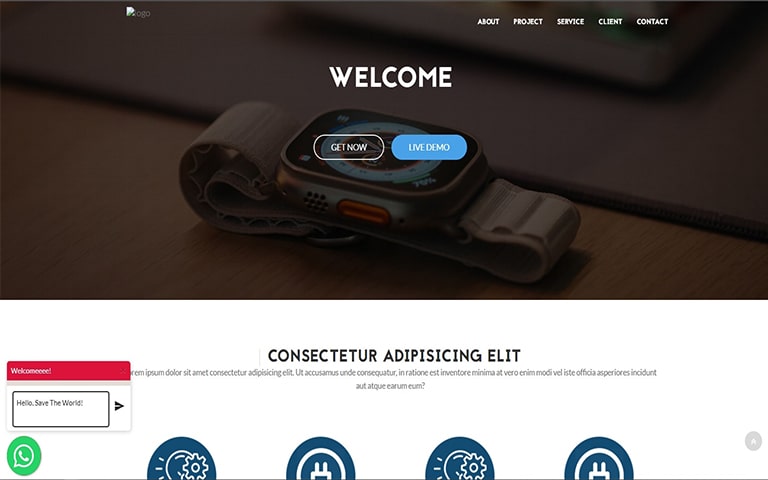 logo
ABOUT PROJECT SERVICE CLIENT CONTACT
WELCOME
GET NOW LIVE DEMO
70%
CONSECTETUR ADIPISICING ELIT
orem ipsum dolor sit amet consectetur adipisicing elit. Ut accusamus unde consequatur, in ratione est inventore minima at vero enim modi vel iste officia asperiores incidunt
aut atque earum eum?
Welcomeeee!
Hello, Save The World!